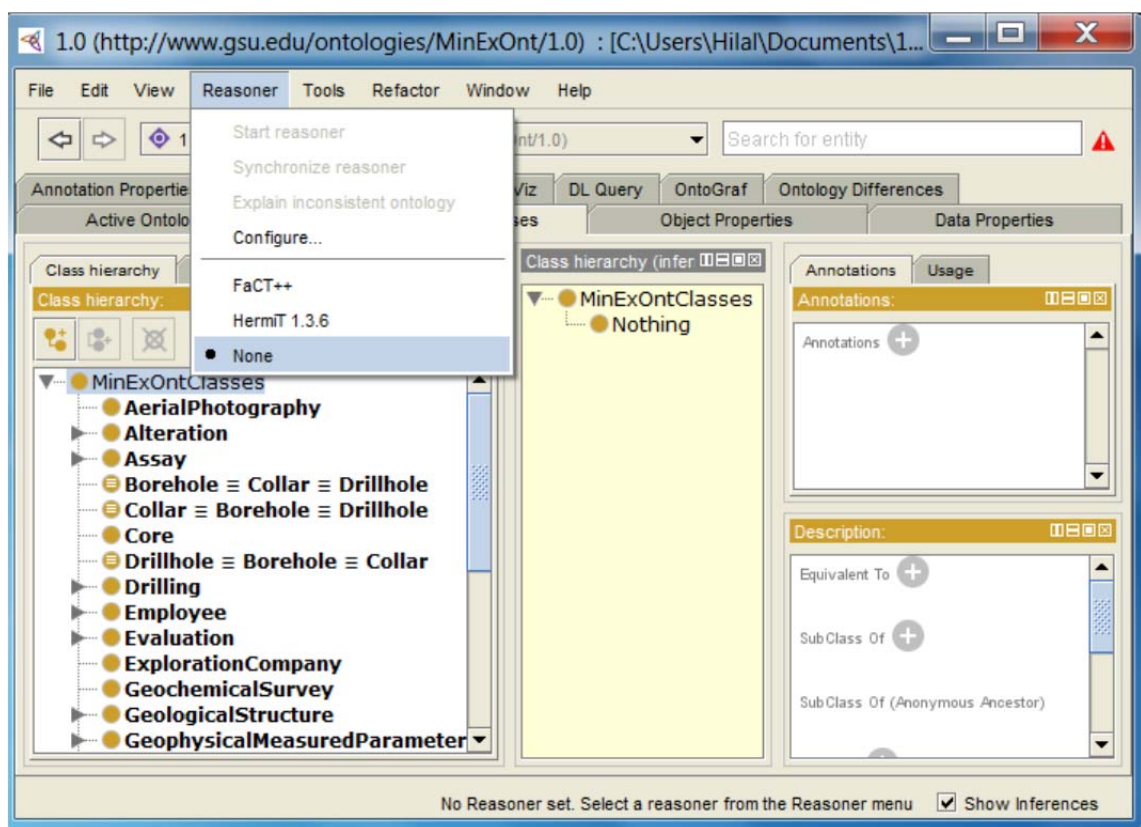 1.0 (http://www.gsu.edu/ontologies/MinExOnt/1.0) : [C:\Users\Hilal\Documents\1...
File Edit View Reasoner Tools Refactor Window Help
Start reasoner
Synchronize reasoner
Explain inconsistent ontology
Configure...
FaCT++
HermiT 1.3.6
None
1
Int/1.0)
Search for entity
Annotation Propertie
Viz DL Query OntoGraf Ontology Differences
Active Ontolo
ses Object Properties Data Properties
Class hierarchy
Class hierarchy:
MinExOntClasses
AerialPhotography
Alteration
Assay
Borehole ≡ Collar ≡ Drillhole
Collar ≡ Borehole ≡ Drillhole
Core
Drillhole ≡ Borehole ≡ Collar
Drilling
Employee
Evaluation
ExplorationCompany
GeochemicalSurvey
GeologicalStructure
GeophysicalMeasuredParameter
Class hierarchy (infer
MinExOntClasses
Nothing
Annotations Usage
Annotations:
Annotations
Description:
Equivalent To
SubClass Of
SubClass Of (Anonymous Ancestor)
No Reasoner set. Select a reasoner from the Reasoner menu Show Inferences